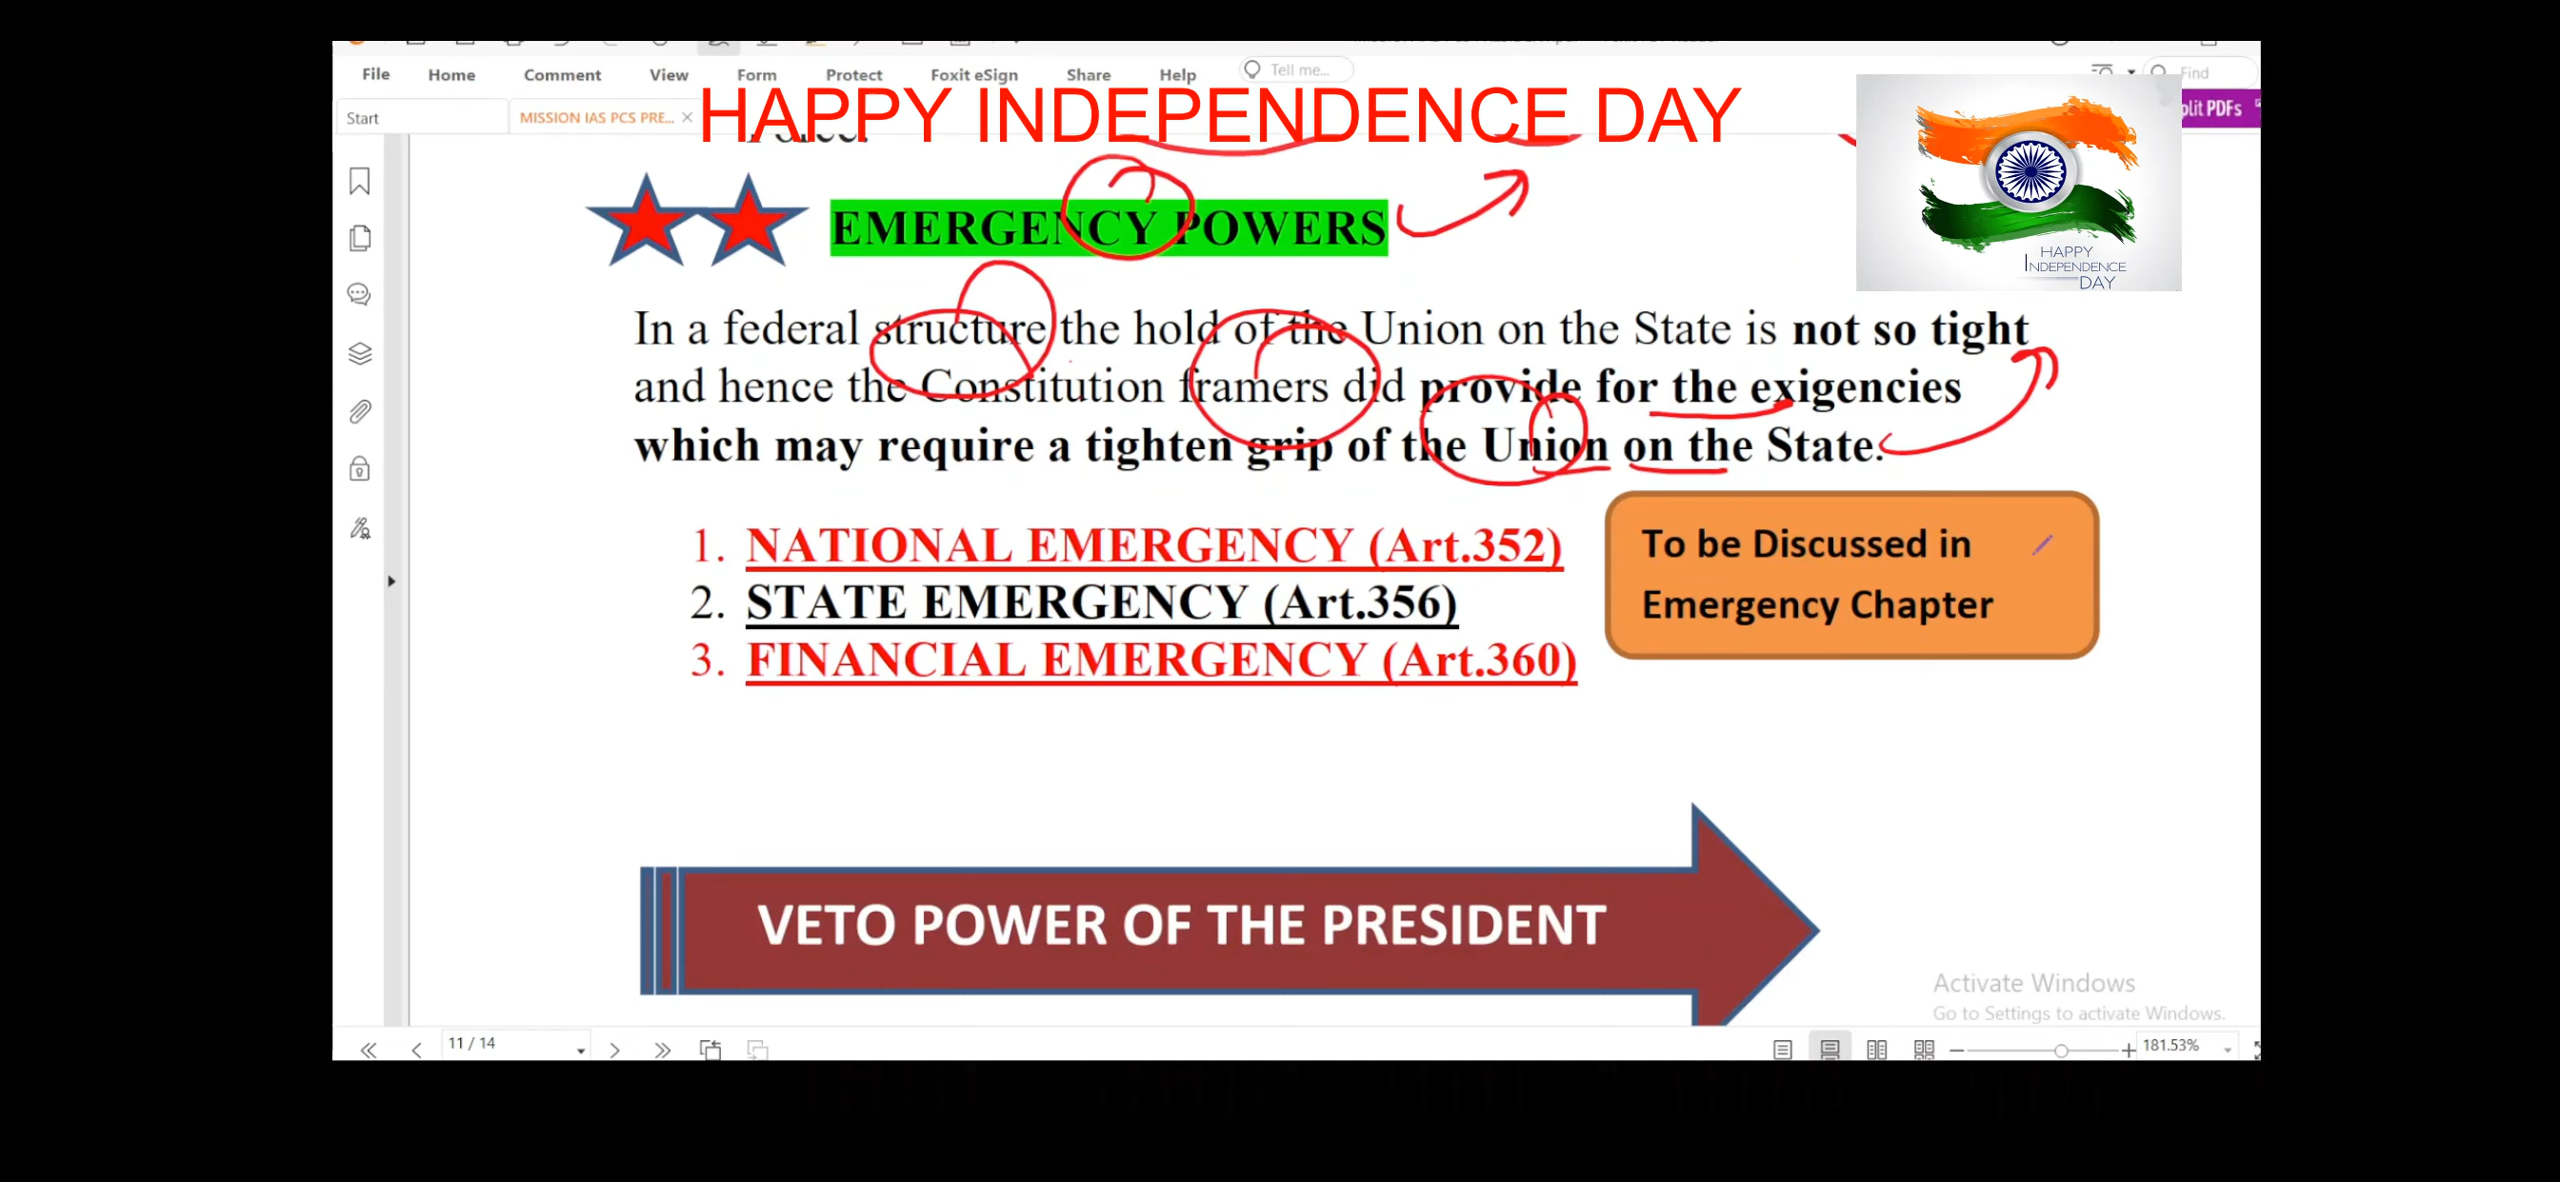 File Home Comment View Form Protect Foxit eSign Share Help Tell me... Find
Start MISSION IAS PCS PRE... plit PDFs
HAPPY INDEPENDENCE DAY
HAPPY
INDEPENDENCE
DAY
EMERGENCY POWERS
In a federal structure the hold of the Union on the State is not so tight
and hence the Constitution framers did provide for the exigencies
which may require a tighten grip of the Union on the State.
1. NATIONAL EMERGENCY (Art.352)
2. STATE EMERGENCY (Art.356)
3. FINANCIAL EMERGENCY (Art.360)
To be Discussed in
Emergency Chapter
VETO POWER OF THE PRESIDENT
Activate Windows
Go to Settings to activate Windows.
11 / 14
181.53%